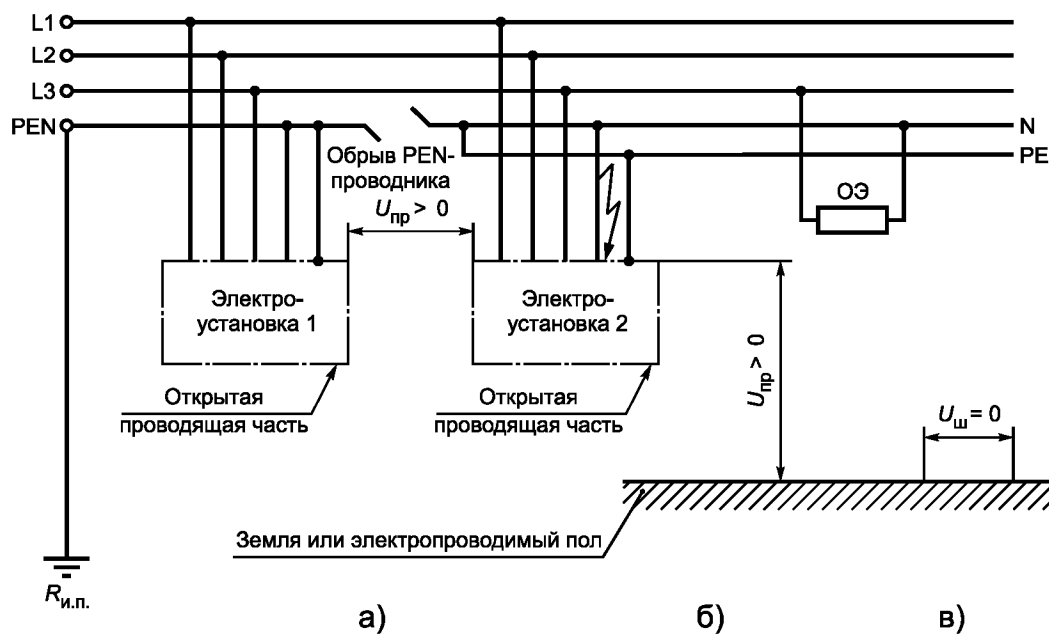 L1
L2
L3
PEN
N
PE
Обрыв PEN-
проводника
Uпр > 0
ОЭ
Электро-
установка 1
Электро-
установка 2
Uпр > 0
Открытая
проводящая часть
Открытая
проводящая часть
Uш = 0
Земля или электропроводимый пол
Rи.п.
а)
б)
в)